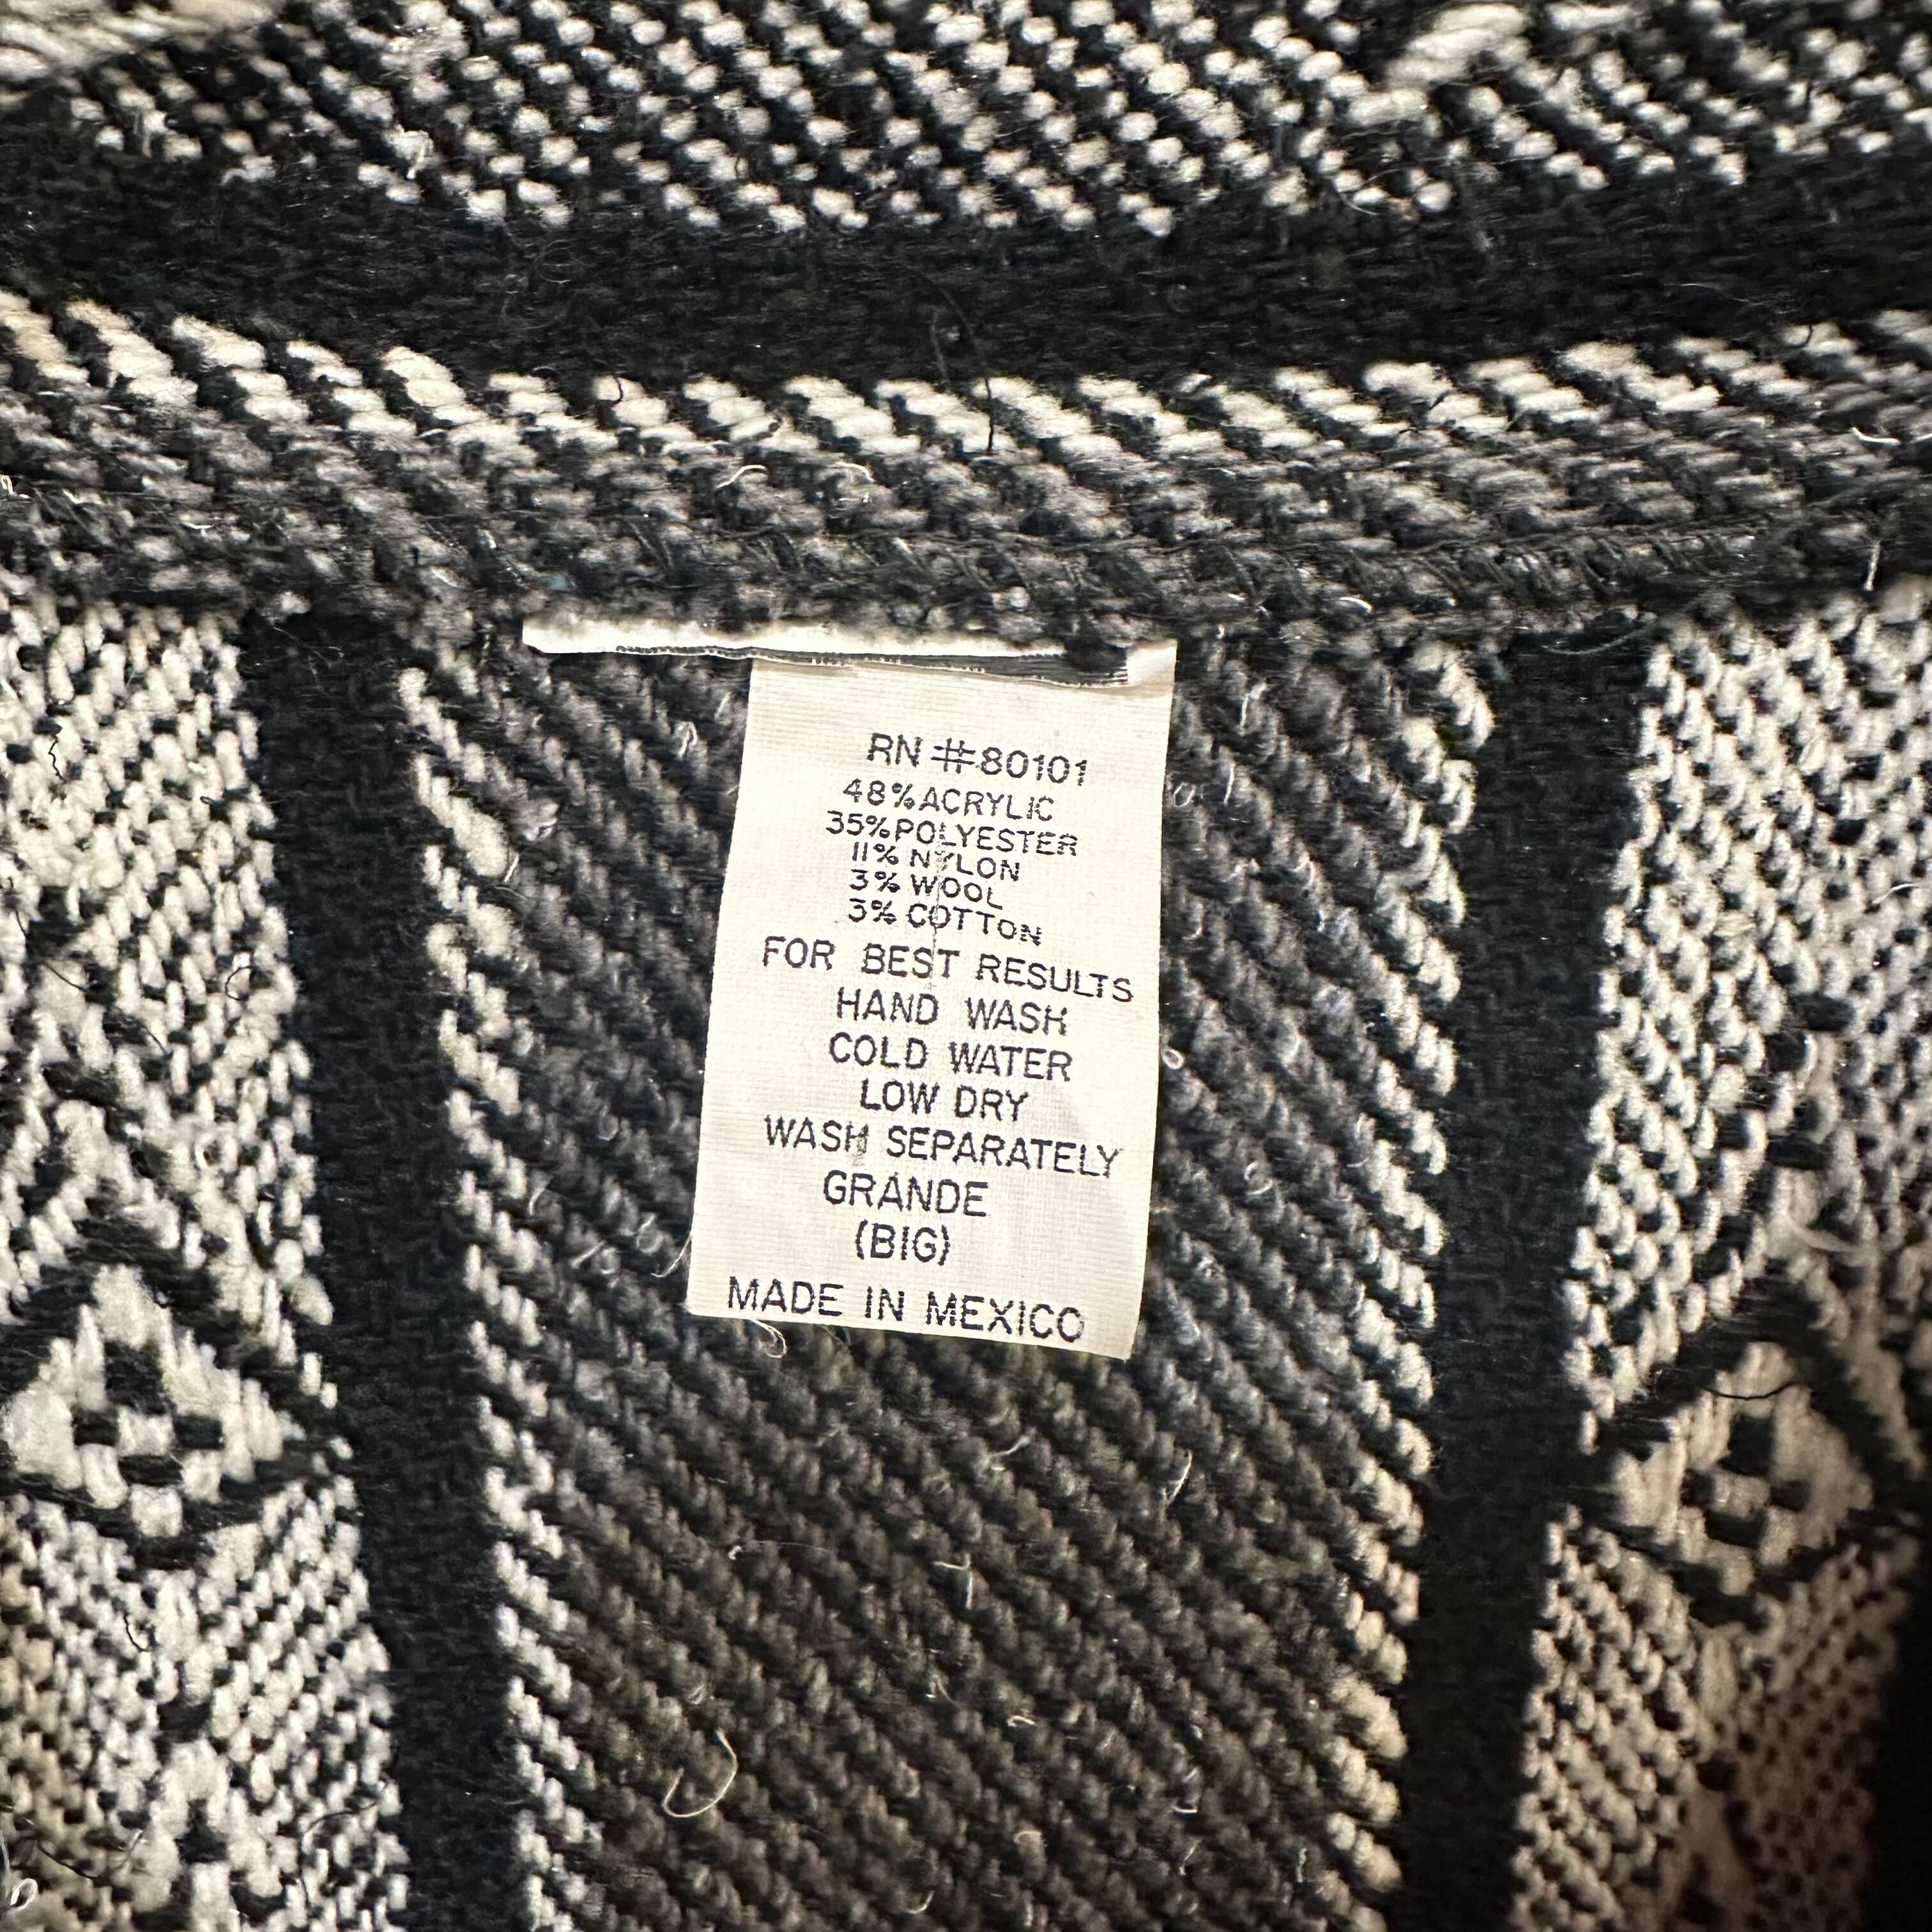 RN #80101
48% ACRYLIC
35% POLYESTER
11% NYLON
3% WOOL
3% COTTON
FOR BEST RESULTS
HAND WASH
COLD WATER
LOW DRY
WASH SEPARATELY
GRANDE
(BIG)
MADE IN MEXICO